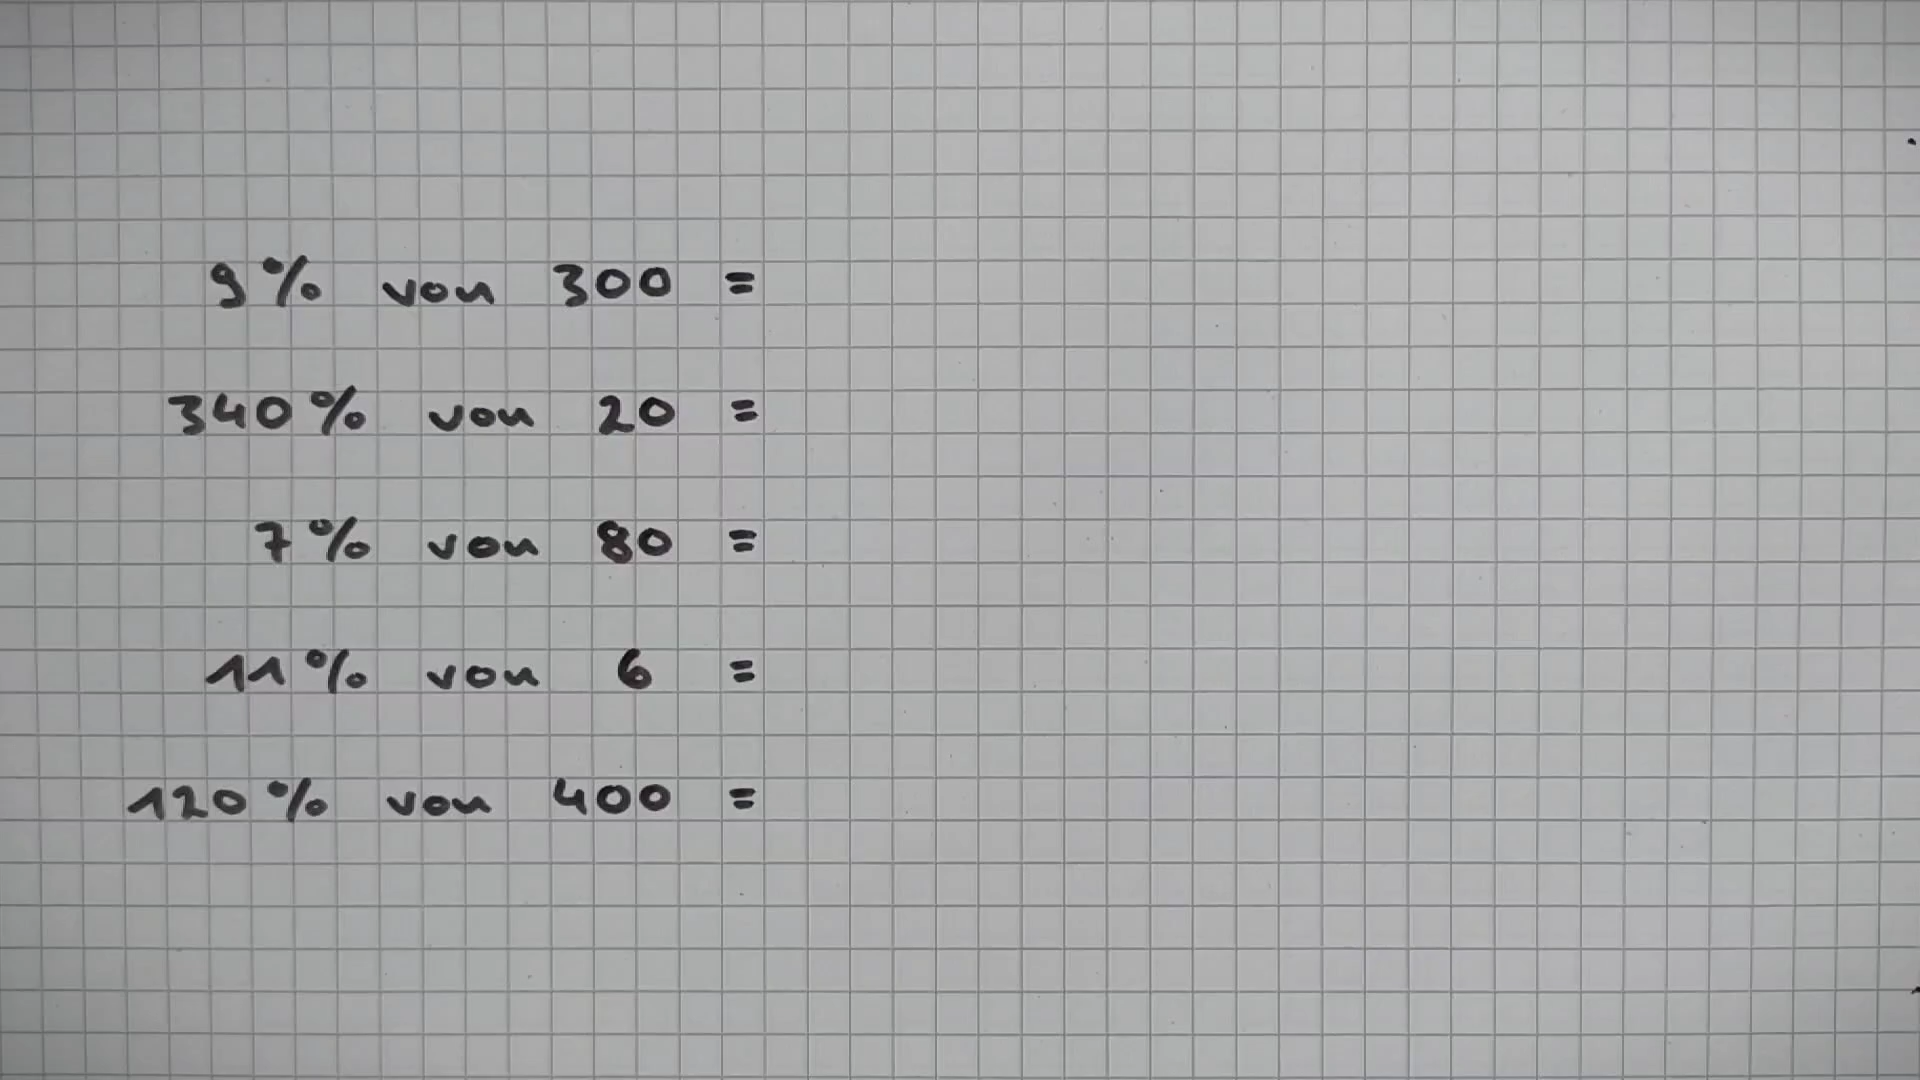 9% von 300 =
340% von 20 =
7% von 80 =
11% von 6 =
120% von 400 =